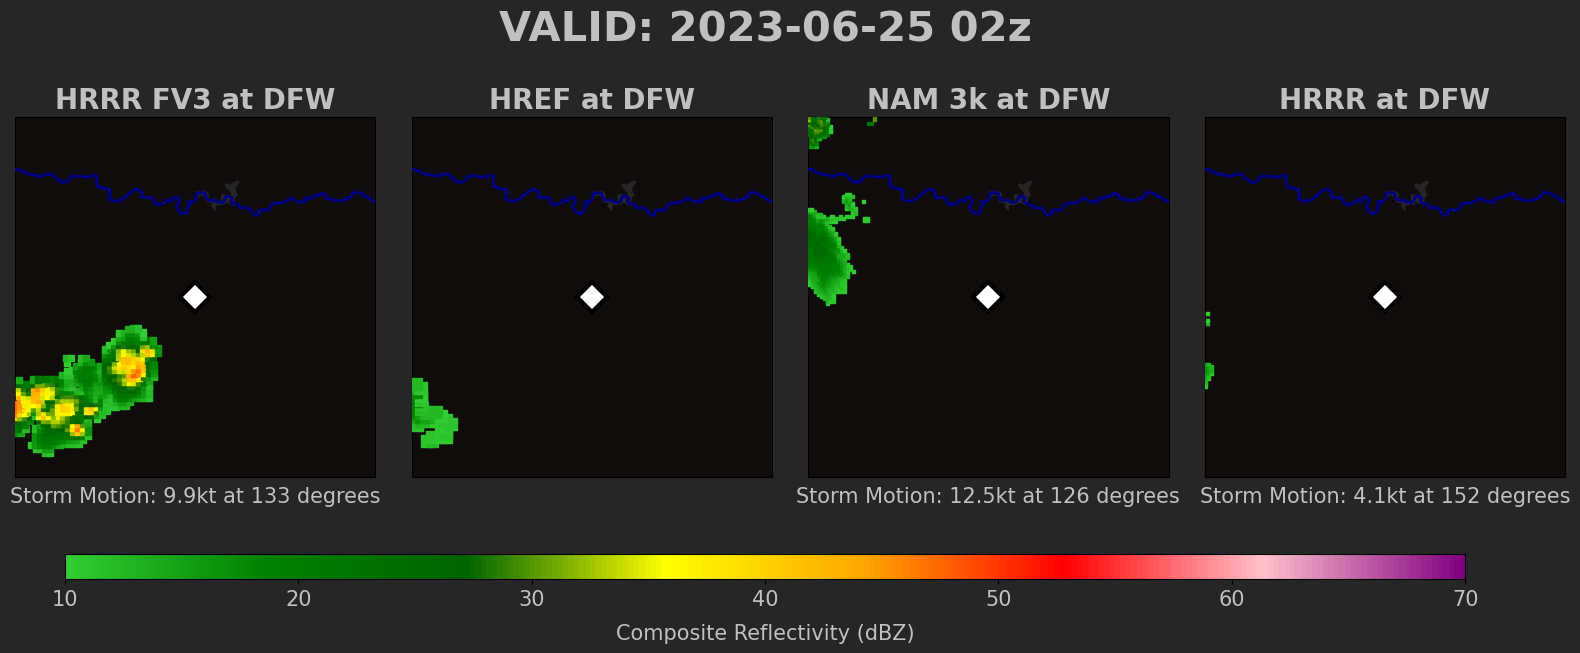 VALID: 2023-06-25 02z
HRRR FV3 at DFW
HREF at DFW
NAM 3k at DFW
HRRR at DFW
Storm Motion: 9.9kt at 133 degrees
Storm Motion: 12.5kt at 126 degrees
Storm Motion: 4.1kt at 152 degrees
10 20 30 40 50 60 70
Composite Reflectivity (dBZ)